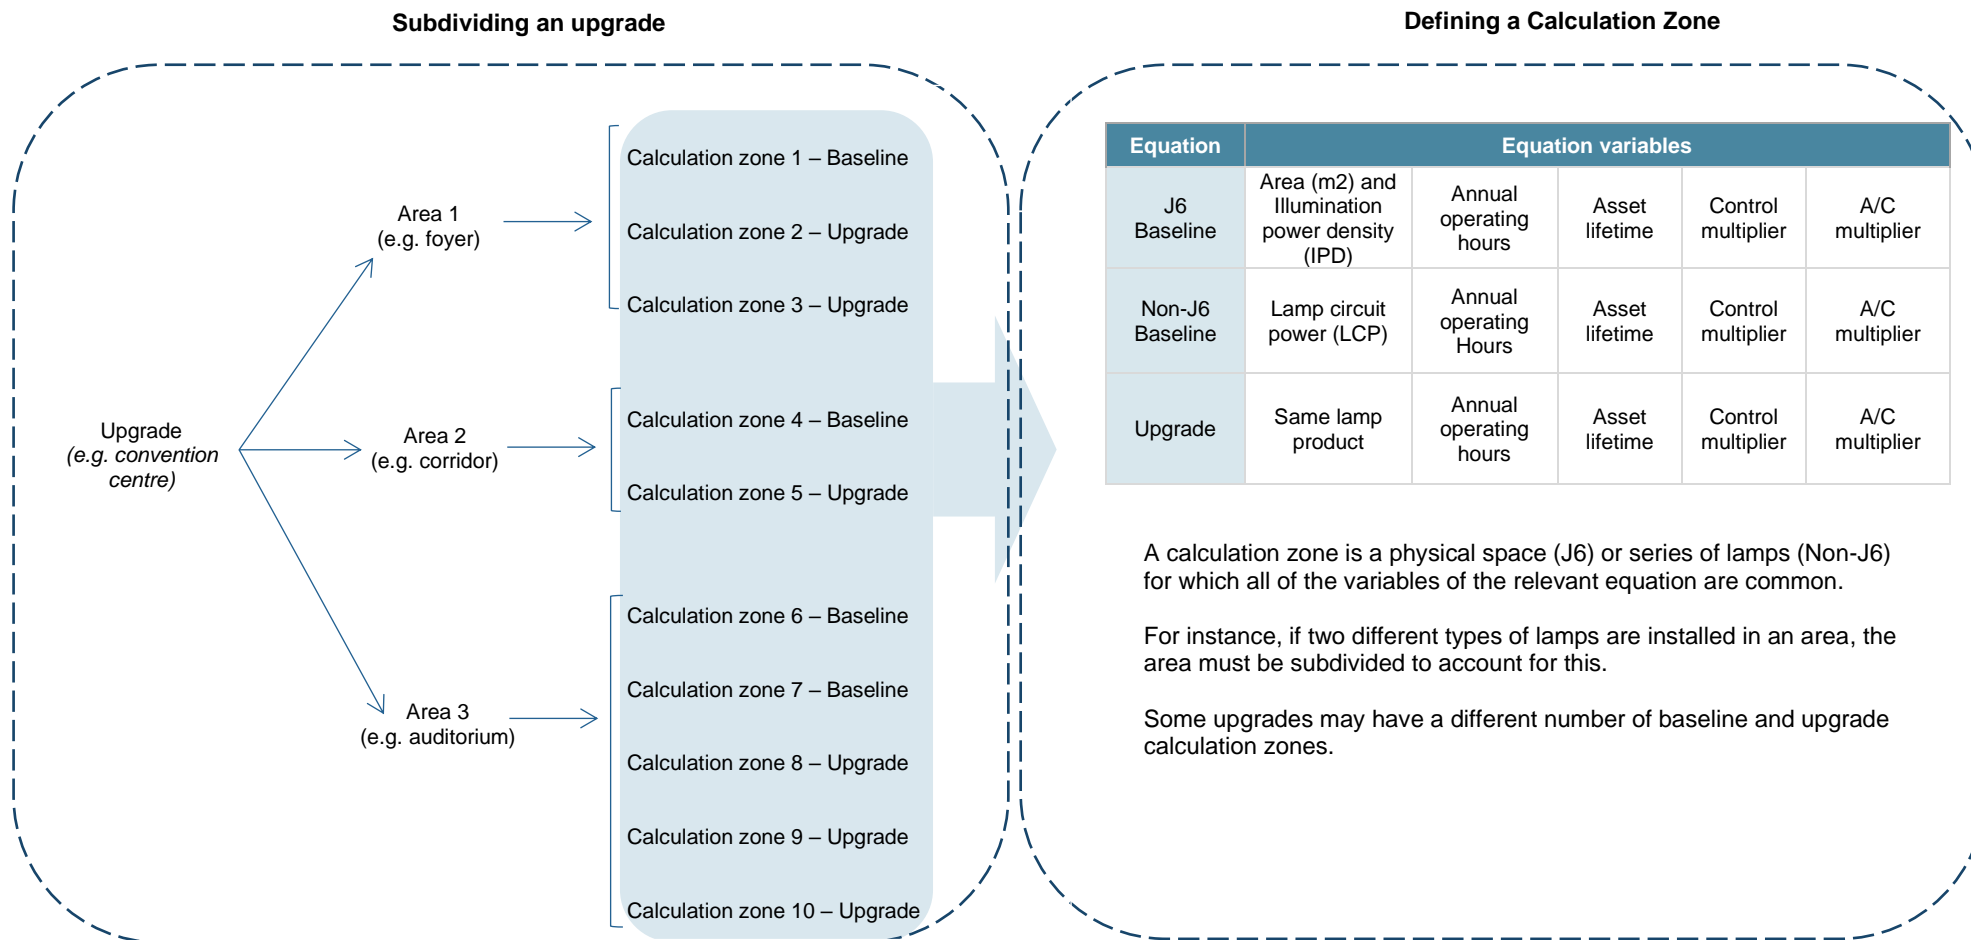 Subdividing an upgrade
Upgrade
(e.g. convention
centre)
Area 1
(e.g. foyer)
Area 2
(e.g. corridor)
Area 3
(e.g. auditorium)
Calculation zone 1 – Baseline
Calculation zone 2 – Upgrade
Calculation zone 3 – Upgrade
Calculation zone 4 – Baseline
Calculation zone 5 – Upgrade
Calculation zone 6 – Baseline
Calculation zone 7 – Baseline
Calculation zone 8 – Upgrade
Calculation zone 9 – Upgrade
Calculation zone 10 – Upgrade
Defining a Calculation Zone
Equation
Equation variables
J6
Baseline
Area (m2) and
Illumination
power density
(IPD)
Annual
operating
hours
Asset
lifetime
Control
multiplier
A/C
multiplier
Non-J6
Baseline
Lamp circuit
power (LCP)
Annual
operating
Hours
Asset
lifetime
Control
multiplier
A/C
multiplier
Upgrade
Same lamp
product
Annual
operating
hours
Asset
lifetime
Control
multiplier
A/C
multiplier
A calculation zone is a physical space (J6) or series of lamps (Non-J6)
for which all of the variables of the relevant equation are common.
For instance, if two different types of lamps are installed in an area, the
area must be subdivided to account for this.
Some upgrades may have a different number of baseline and upgrade
calculation zones.